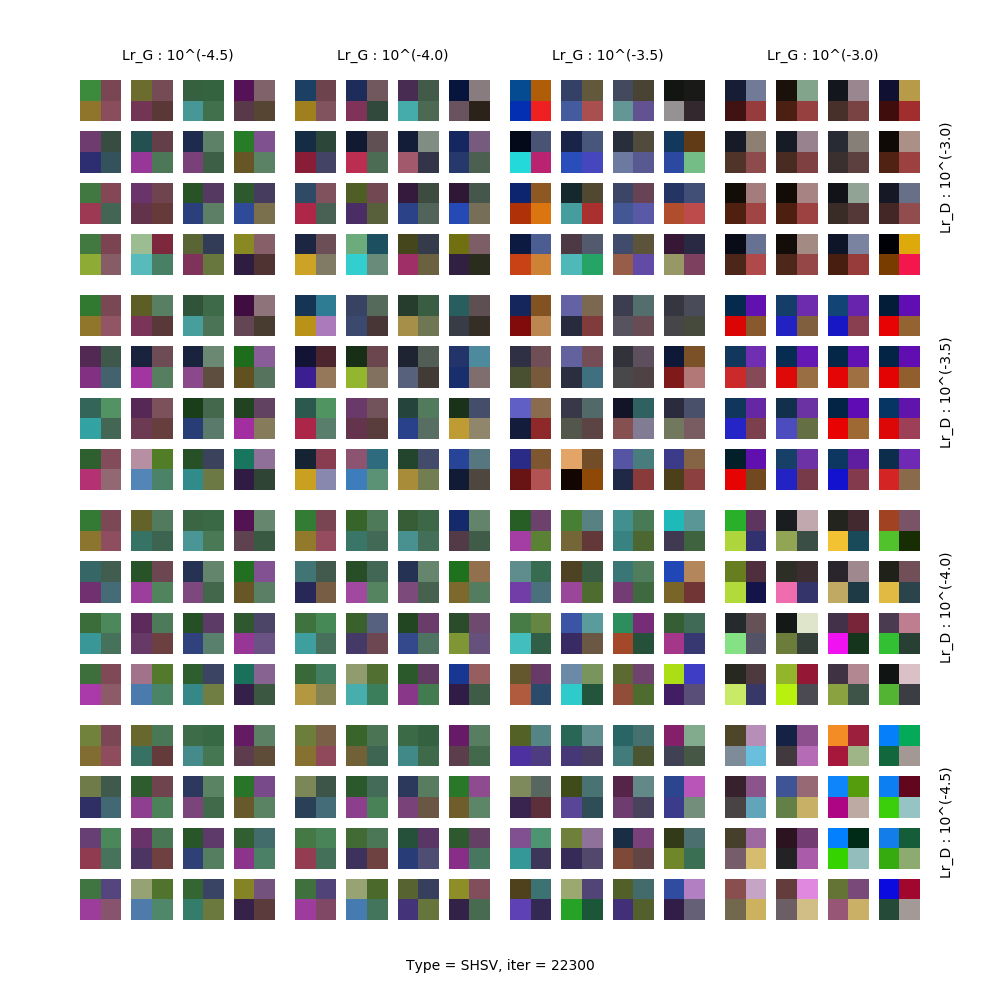 Lr_G : 10^(-4.5)
Lr_G : 10^(-4.0)
Lr_G : 10^(-3.5)
Lr_G : 10^(-3.0)
Lr_D : 10^(-3.0)
Lr_D : 10^(-3.5)
Lr_D : 10^(-4.0)
Lr_D : 10^(-4.5)
Type = SHSV, iter = 22300